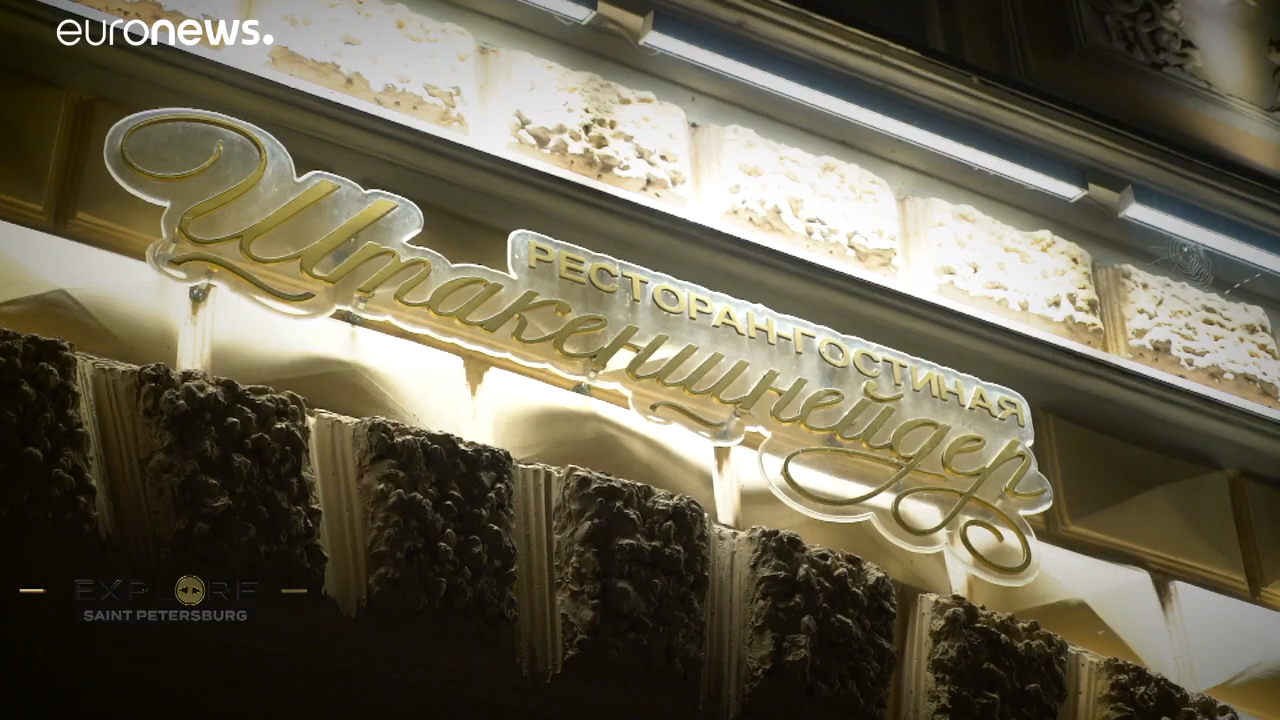 euronews.
РЕСТОРАН-ГОСТИНАЯ
Штакеншнейдер
EXPLORE
SAINT PETERSBURG